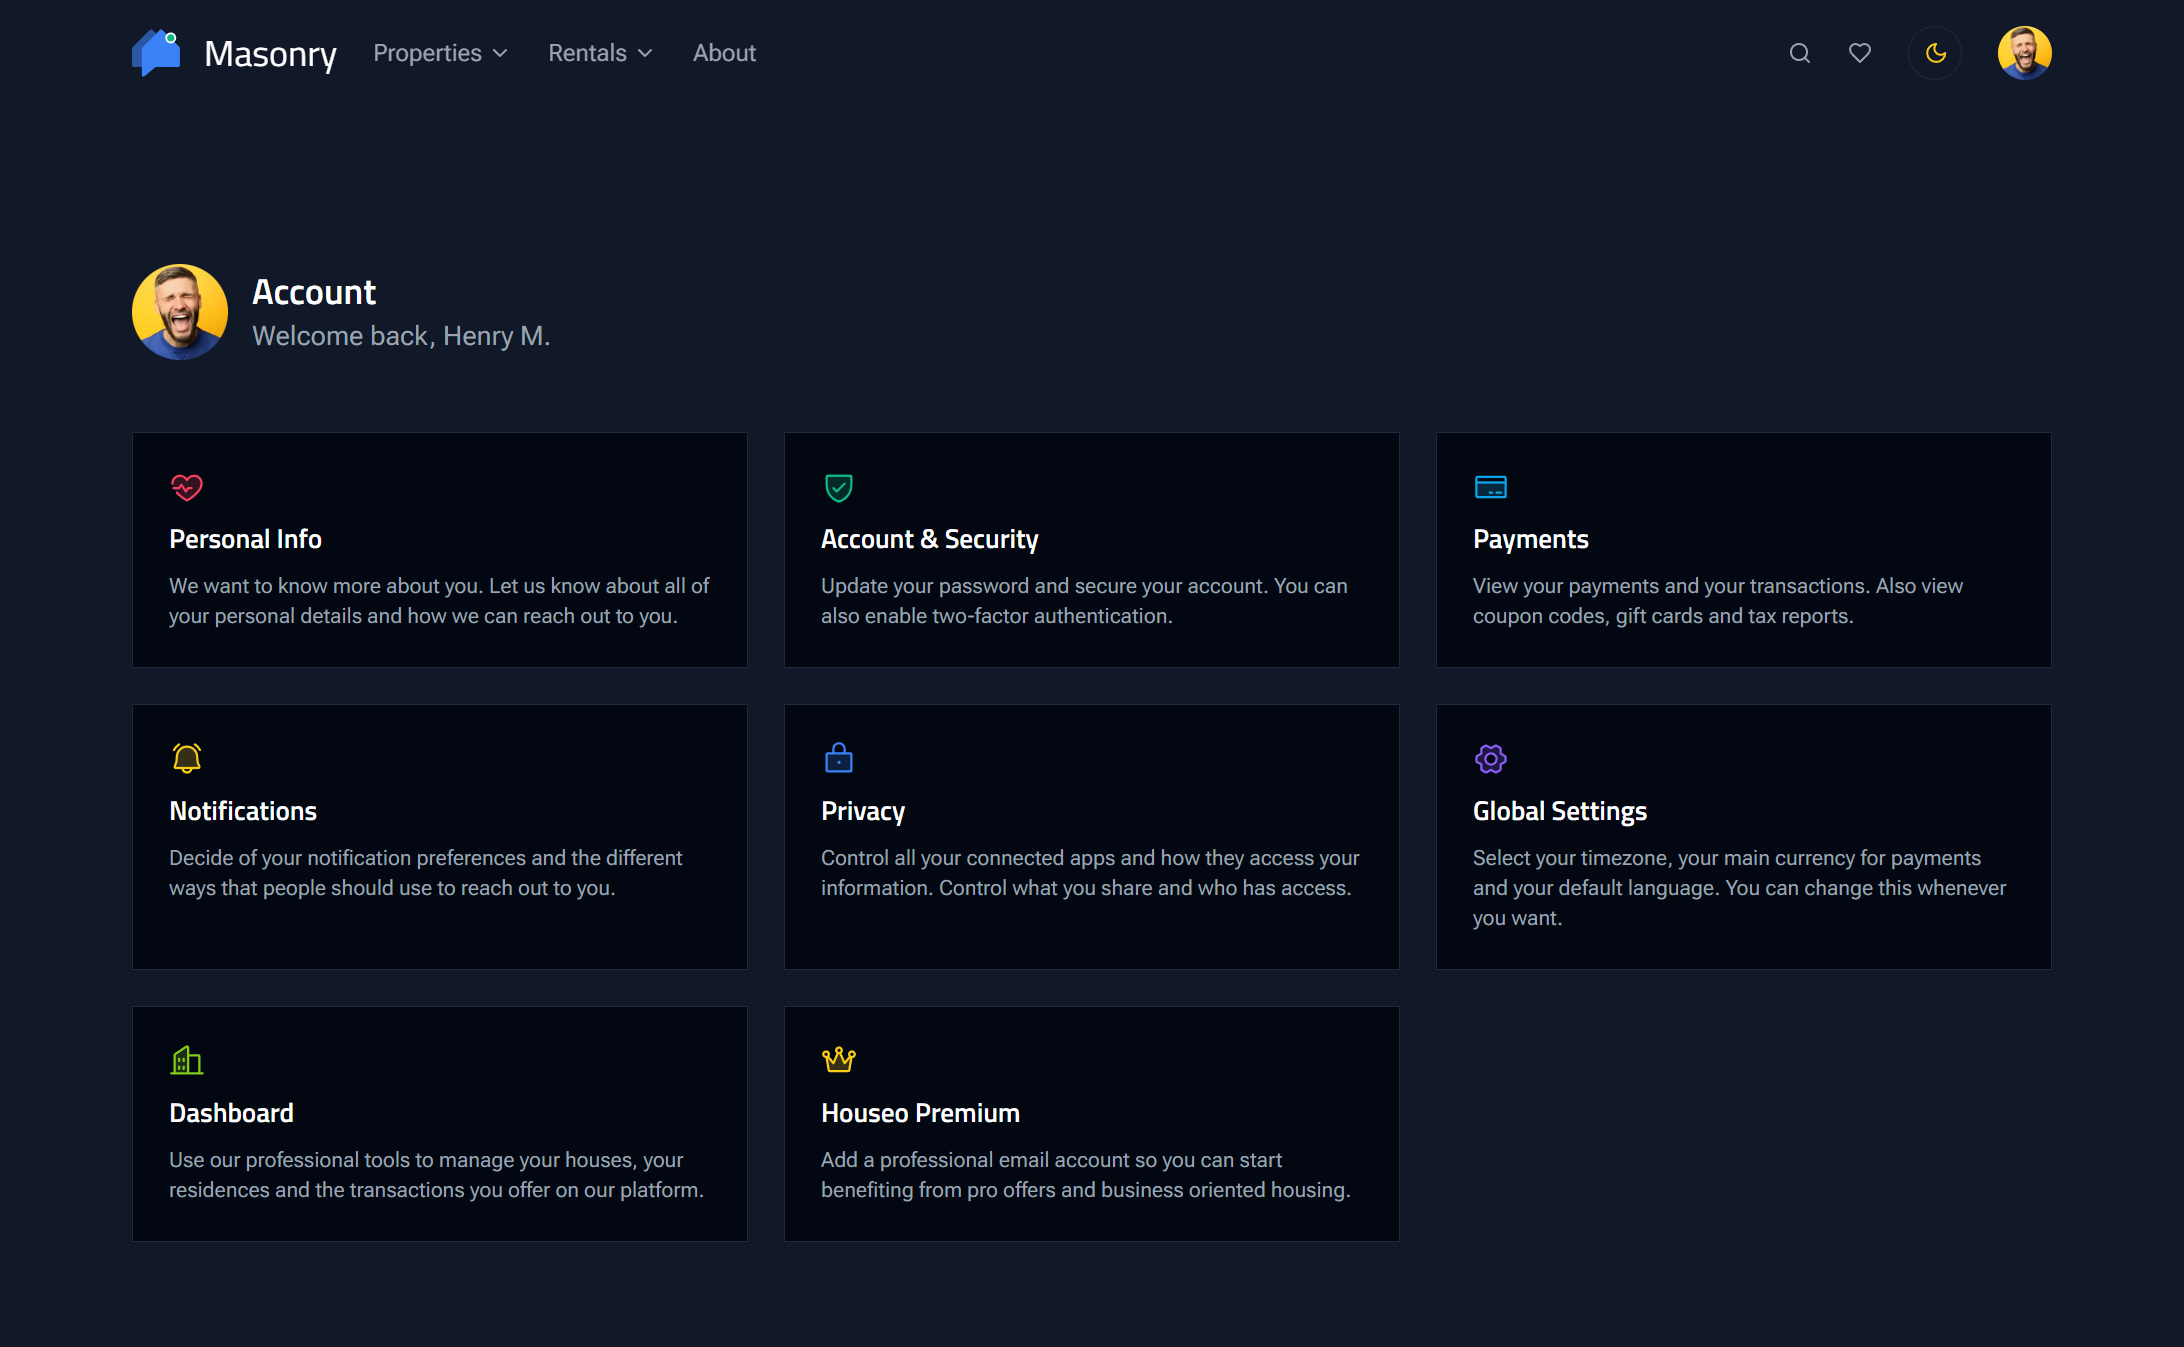 Masonry
Properties
Rentals
About
Account
Welcome back, Henry M.
Personal Info
We want to know more about you. Let us know about all of
your personal details and how we can reach out to you.
Account & Security
Update your password and secure your account. You can
also enable two-factor authentication.
Payments
View your payments and your transactions. Also view
coupon codes, gift cards and tax reports.
Notifications
Decide of your notification preferences and the different
ways that people should use to reach out to you.
Privacy
Control all your connected apps and how they access your
information. Control what you share and who has access.
Global Settings
Select your timezone, your main currency for payments
and your default language. You can change this whenever
you want.
Dashboard
Use our professional tools to manage your houses, your
residences and the transactions you offer on our platform.
Houseo Premium
Add a professional email account so you can start
benefiting from pro offers and business oriented housing.